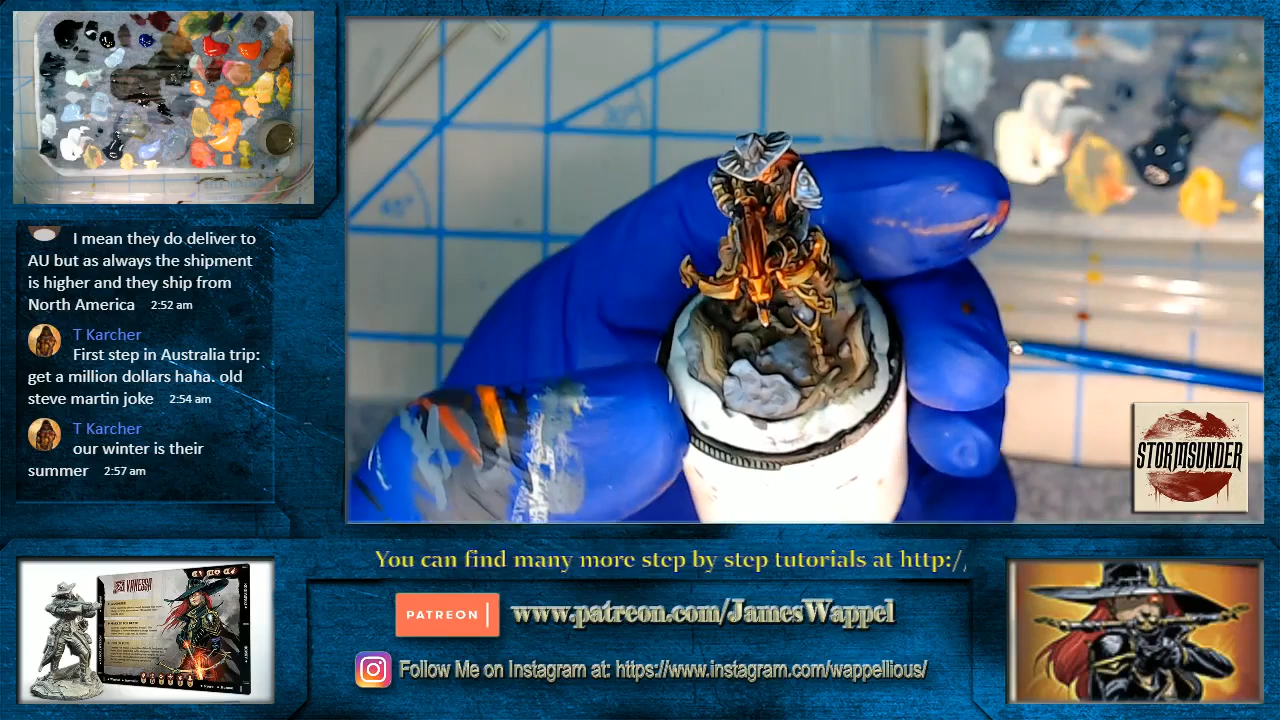 I mean they do deliver to
AU but as always the shipment
is higher and they ship from
North America 2:52 am
T Karcher
First step in Australia trip:
get a million dollars haha. old
steve martin joke 2:54 am
T Karcher
our winter is their
summer 2:57 am
STORMSUNDER
VANESSA
You can find many more step by step tutorials at http:/
PATREON
www.patreon.com/JamesWappel
Follow Me on Instagram at: https://www.instagram.com/wappellious/